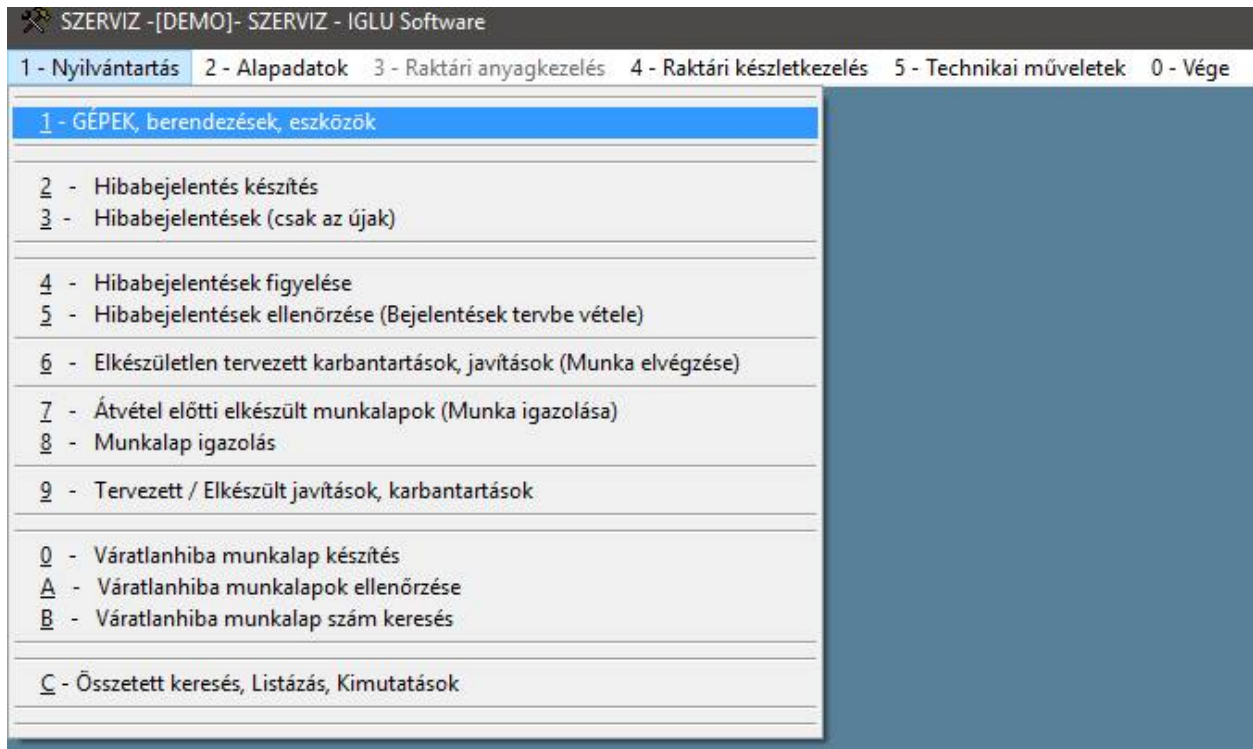 SZERVIZ -[DEMO]- SZERVIZ - IGLU Software
1 - Nyilvántartás 2 - Alapadatok 3 - Raktári anyagkezelés 4 - Raktári készletkezelés 5 - Technikai műveletek 0 - Vége
1 - GÉPEK, berendezések, eszközök
2 - Hibabejelentés készítés
3 - Hibabejelentések (csak az újak)
4 - Hibabejelentések figyelése
5 - Hibabejelentések ellenőrzése (Bejelentések tervbe vétele)
6 - Elkészületlen tervezett karbantartások, javítások (Munka elvégzése)
7 - Átvétel előtti elkészült munkalapok (Munka igazolása)
8 - Munkalap igazolás
9 - Tervezett / Elkészült javítások, karbantartások
0 - Váratlanhiba munkalap készítés
A - Váratlanhiba munkalapok ellenőrzése
B - Váratlanhiba munkalap szám keresés
C - Összetett keresés, Listázás, Kimutatások